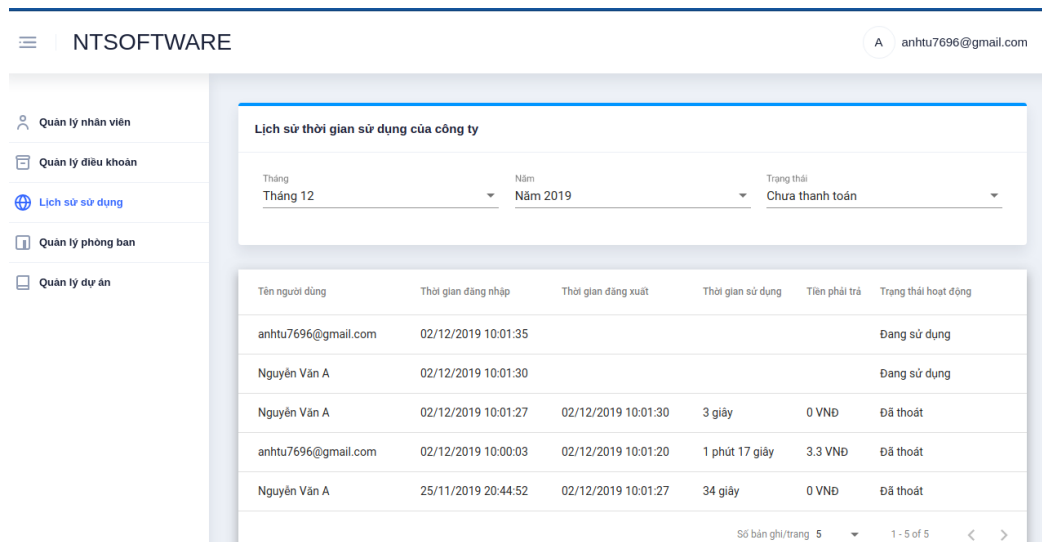 NTSOFTWARE
A anhtu7696@gmail.com
Quản lý nhân viên
Quản lý điều khoản
Lịch sử sử dụng
Quản lý phòng ban
Quản lý dự án
Lịch sử thời gian sử dụng của công ty
Tháng Năm Trạng thái
Tháng 12 Năm 2019 Chưa thanh toán
Tên người dùng Thời gian đăng nhập Thời gian đăng xuất Thời gian sử dụng Tiền phải trả Trạng thái hoạt động
anhtu7696@gmail.com 02/12/2019 10:01:35 Đang sử dụng
Nguyễn Văn A 02/12/2019 10:01:30 Đang sử dụng
Nguyễn Văn A 02/12/2019 10:01:27 02/12/2019 10:01:30 3 giây 0 VNĐ Đã thoát
anhtu7696@gmail.com 02/12/2019 10:00:03 02/12/2019 10:01:20 1 phút 17 giây 3.3 VNĐ Đã thoát
Nguyễn Văn A 25/11/2019 20:44:52 02/12/2019 10:01:27 34 giây 0 VNĐ Đã thoát
Số bản ghi/trang 5 1 - 5 of 5